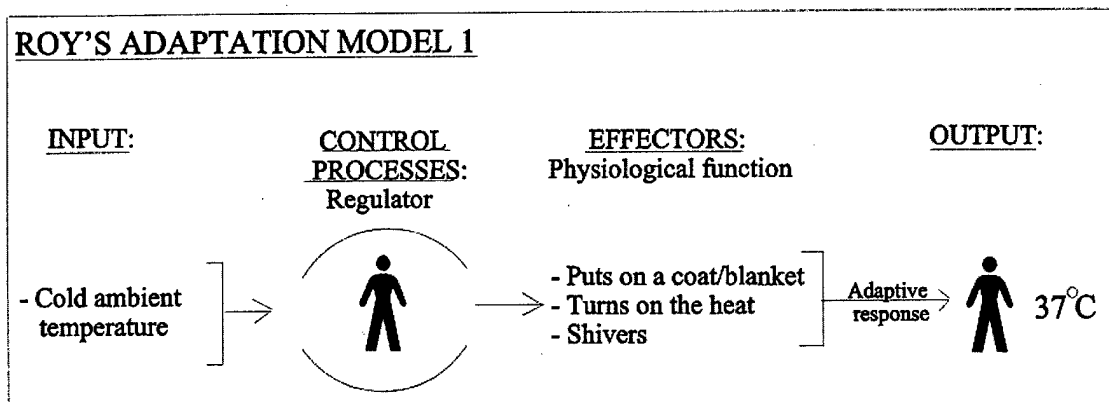 ROY'S ADAPTATION MODEL 1
INPUT:
CONTROL
PROCESSES:
Regulator
EFFECTORS:
Physiological function
OUTPUT:
- Cold ambient
temperature
- Puts on a coat/blanket
- Turns on the heat
- Shivers
Adaptive
response
37°C